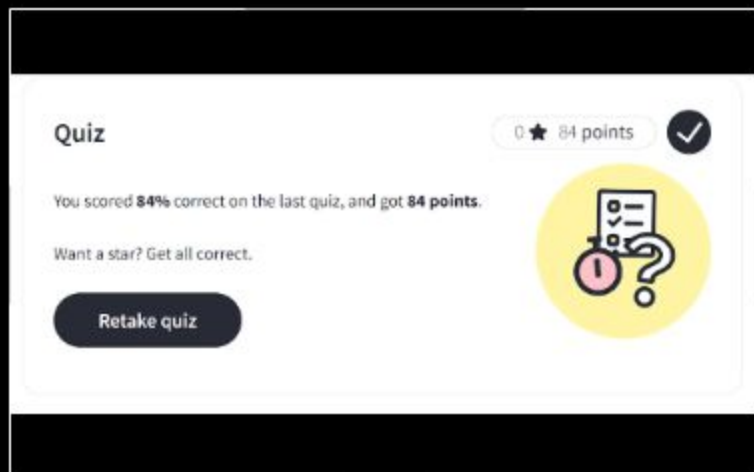 Quiz
0 ★ 84 points
You scored 84% correct on the last quiz, and got 84 points.
Want a star? Get all correct.
Retake quiz